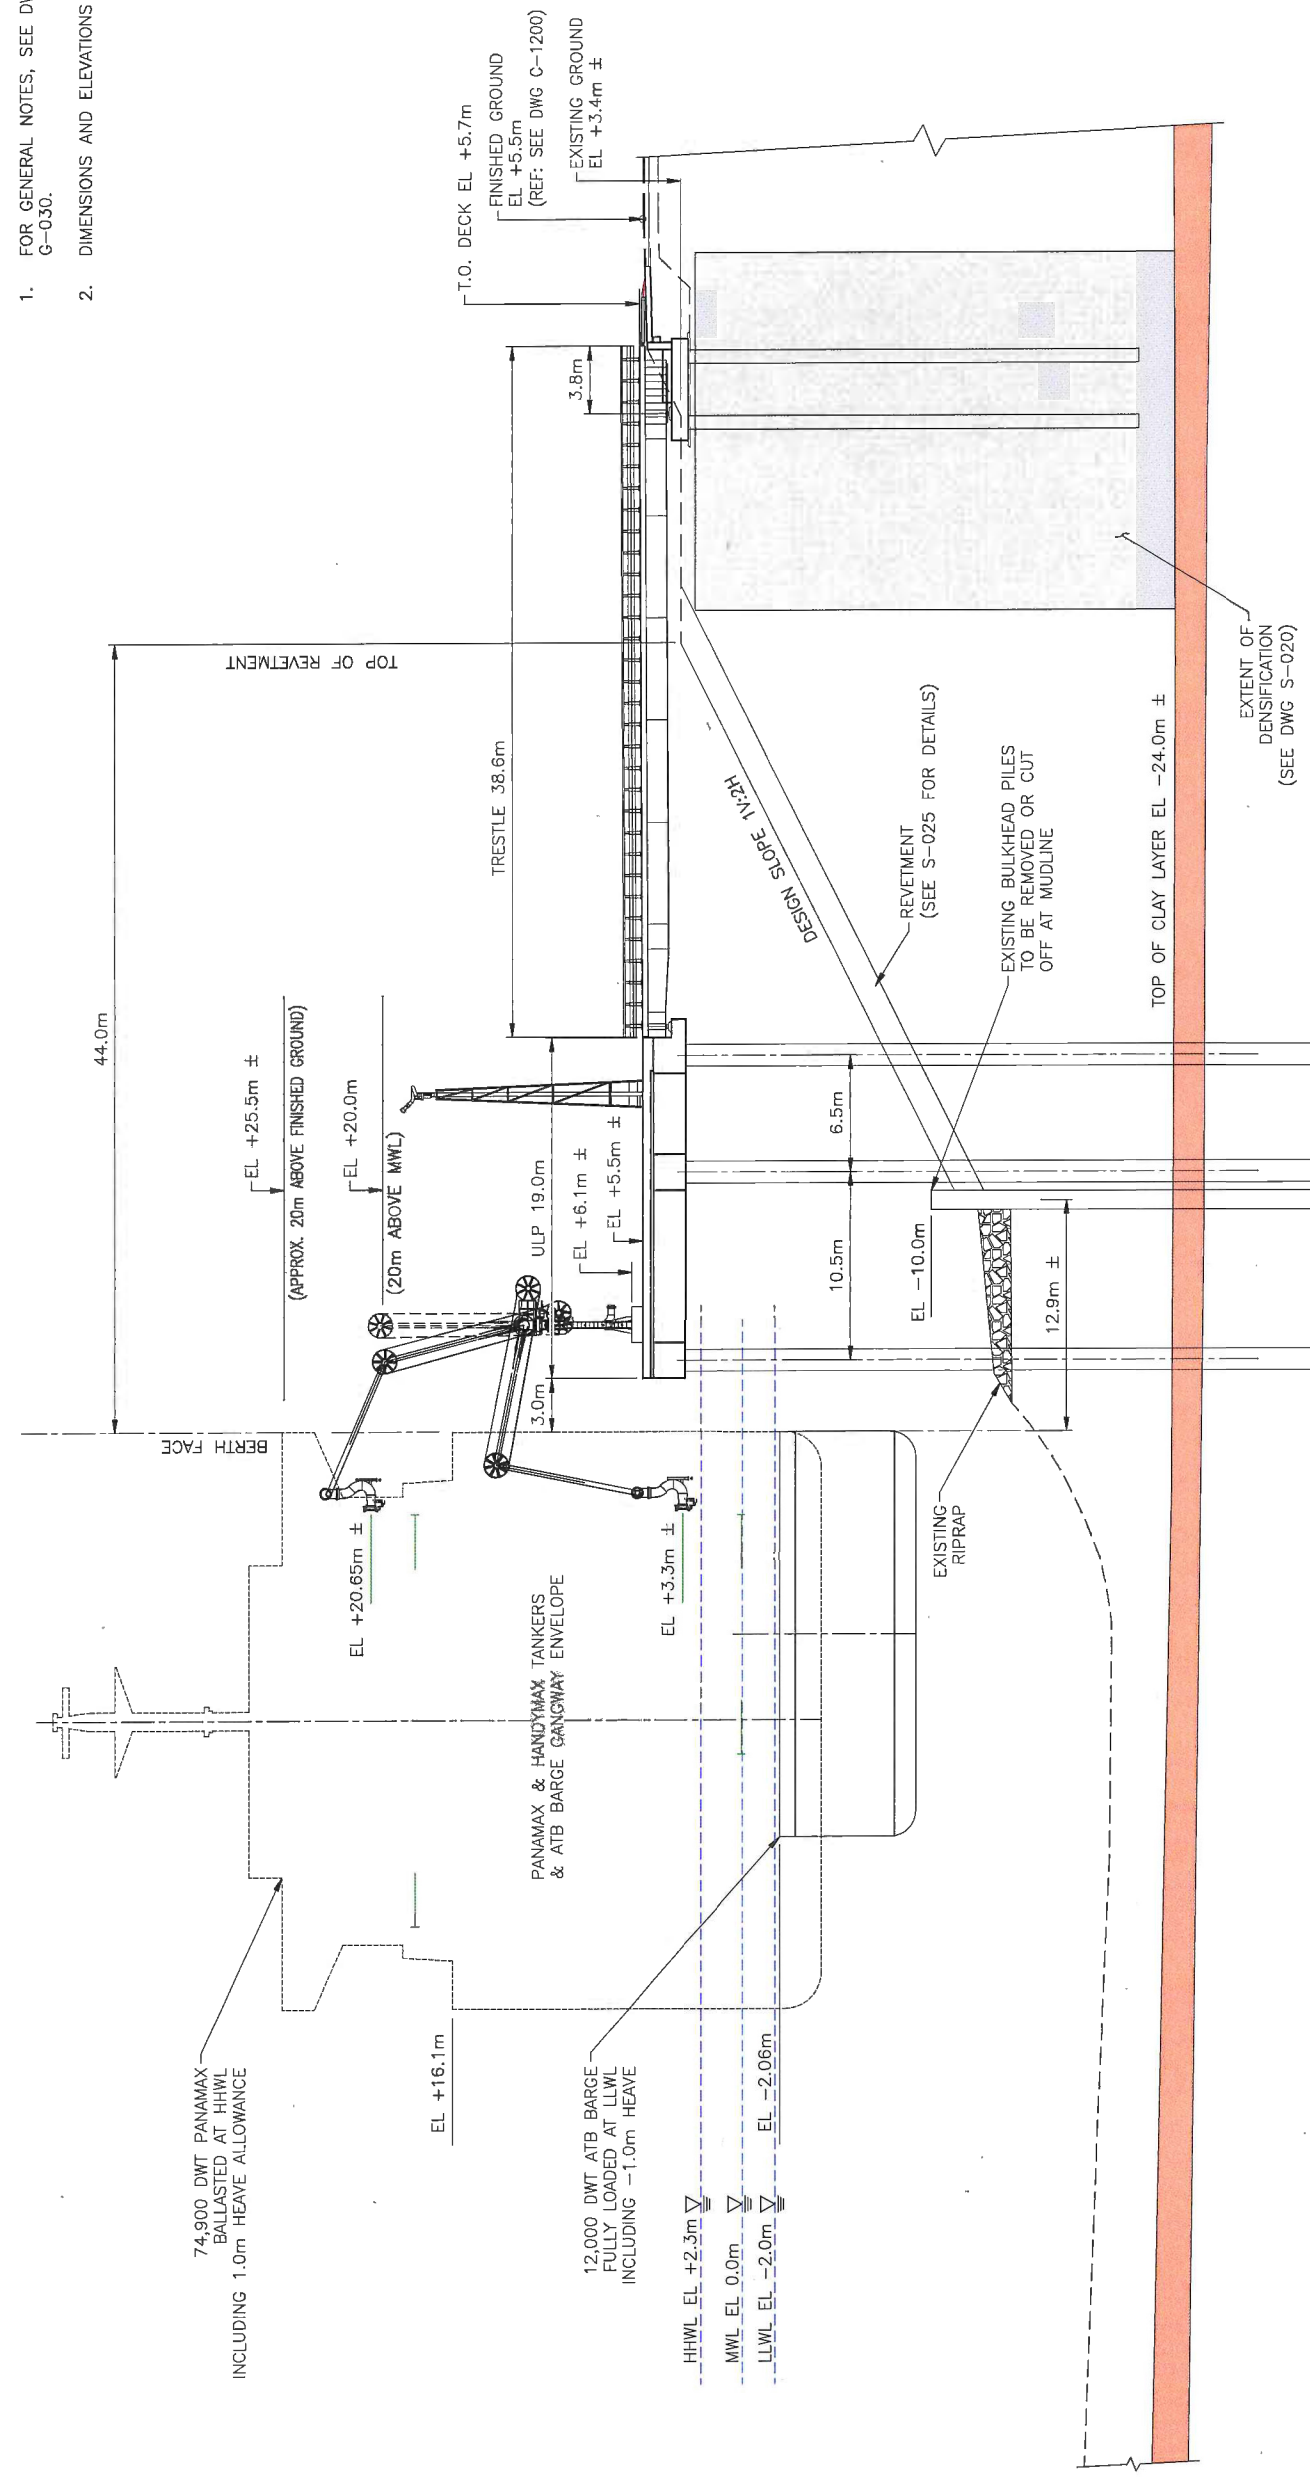 1. FOR GENERAL NOTES, SEE DW
G-030.
2. DIMENSIONS AND ELEVATIONS
44.0m
TOP OF REVETMENT
BERTH FACE
EL +25.5m ±
(APPROX. 20m ABOVE FINISHED GROUND)
EL +20.0m
(20m ABOVE MWL)
T.O. DECK EL +5.7m
FINISHED GROUND
EL +5.5m
(REF: SEE DWG C-1200)
EXISTING GROUND
EL +3.4m ±
TRESTLE 38.6m
3.8m
ULP 19.0m
3.0m
EL +6.1m ±
EL +5.5m ±
74,900 DWT PANAMAX
BALLASTED AT HHWL
INCLUDING 1.0m HEAVE ALLOWANCE
EL +20.65m ±
EL +16.1m
PANAMAX & HANDYMAX TANKERS
& ATB BARGE GANGWAY ENVELOPE
EL +3.3m ±
12,000 DWT ATB BARGE
FULLY LOADED AT LLWL
INCLUDING -1.0m HEAVE
HHWL EL +2.3m
MWL EL 0.0m
LLWL EL -2.0m
EL -2.06m
DESIGN SLOPE 1V:2H
6.5m
10.5m
REVETMENT
(SEE S-025 FOR DETAILS)
EL -10.0m
EXISTING BULKHEAD PILES
TO BE REMOVED OR CUT
OFF AT MUDLINE
12.9m ±
EXISTING
RIPRAP
TOP OF CLAY LAYER EL -24.0m ±
EXTENT OF
DENSIFICATION
(SEE DWG S-020)